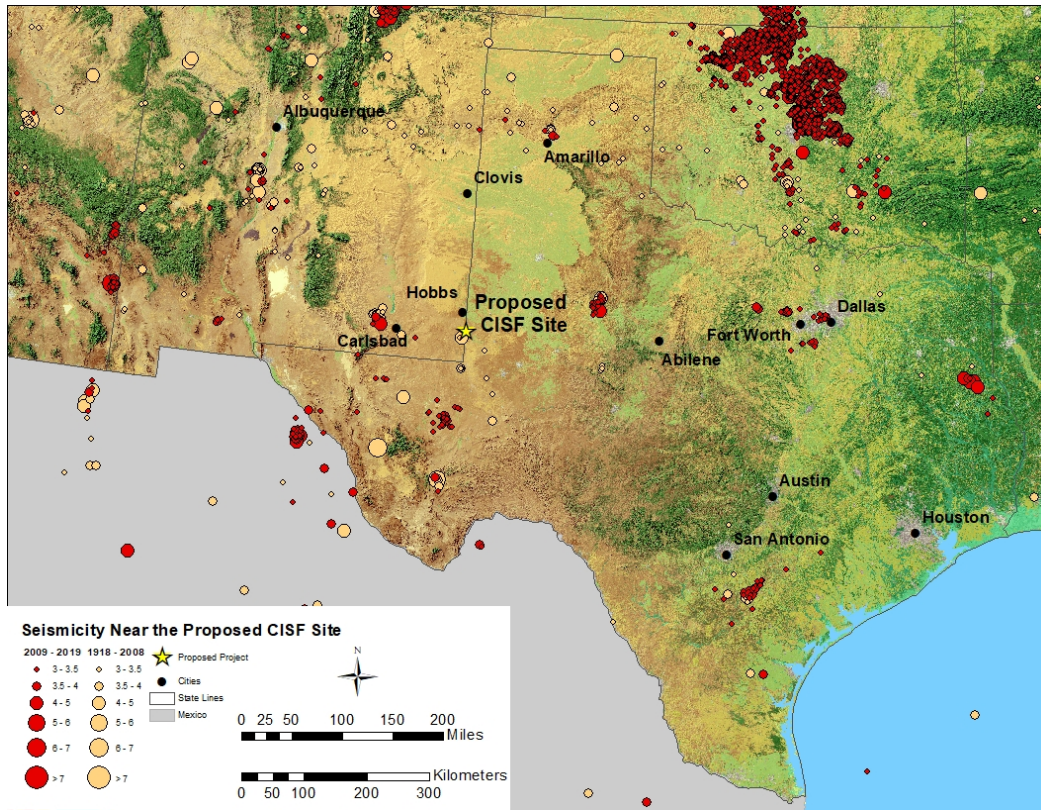 Albuquerque
Amarillo
Clovis
Hobbs
Proposed
CISF Site
Carlsbad
Dallas
Fort Worth
Abilene
Austin
Houston
San Antonio
Seismicity Near the Proposed CISF Site
2009 - 2019 1918 - 2008
3 - 3.5 3 - 3.5
3.5 - 4 3.5 - 4
4 - 5 4 - 5
5 - 6 5 - 6
6 - 7 6 - 7
>7 >7
Proposed Project
Cities
State Lines
Mexico
N
0 25 50 100 150 200
Miles
Kilometers
0 50 100 200 300